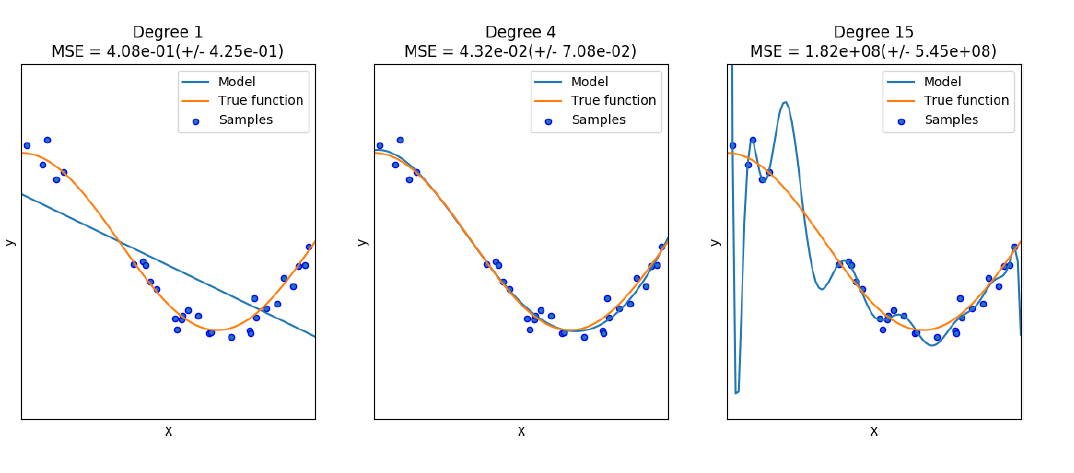 Degree 1
MSE = 4.08e-01(+/- 4.25e-01)
Model
True function
Samples
y
x
Degree 4
MSE = 4.32e-02(+/- 7.08e-02)
Model
True function
Samples
y
x
Degree 15
MSE = 1.82e+08(+/- 5.45e+08)
Model
True function
Samples
y
x